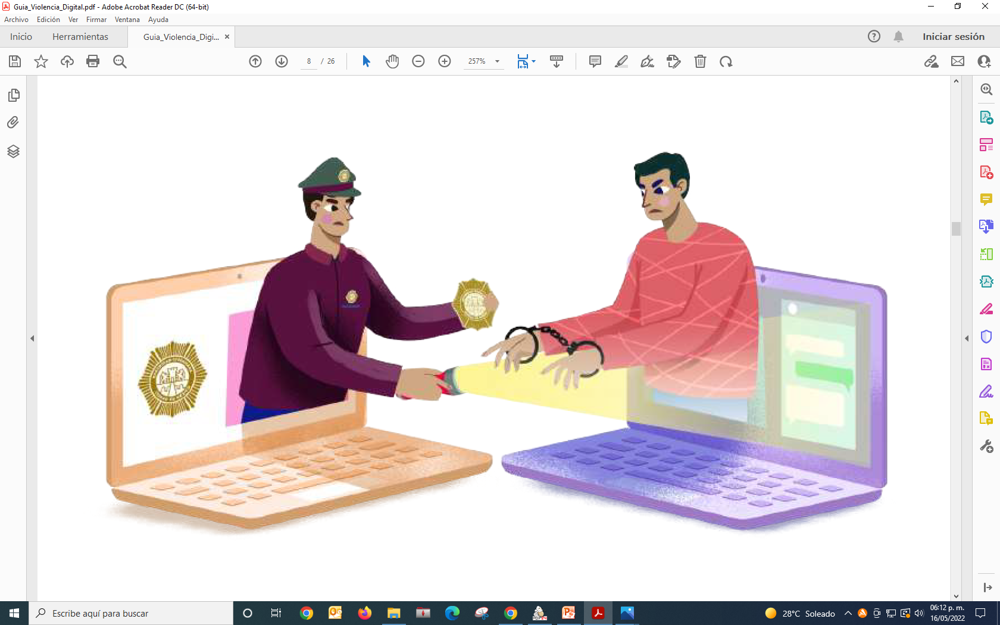 Guia_Violencia_Digital.pdf - Adobe Acrobat Reader DC (64-bit)
Archivo Edición Ver Firmar Ventana Ayuda
Inicio Herramientas Guia_Violencia_Digi... × Iniciar sesión
8 / 26 257%
Escribe aquí para buscar
28°C Soleado
06:12 p. m.
16/05/2022